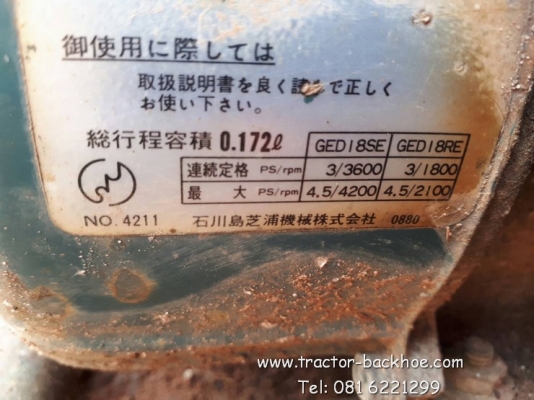 御使用に際しては
取扱説明書を良く読んで正しく
お使い下さい。
総行程容積 0.172ℓ
GED18SE GED18RE
連続定格 PS/rpm 3/3600 3/1800
最大 PS/rpm 4.5/4200 4.5/2100
NO. 4211 石川島芝浦機械株式会社 0880
www.tractor-backhoe.com
Tel: 081 6221299